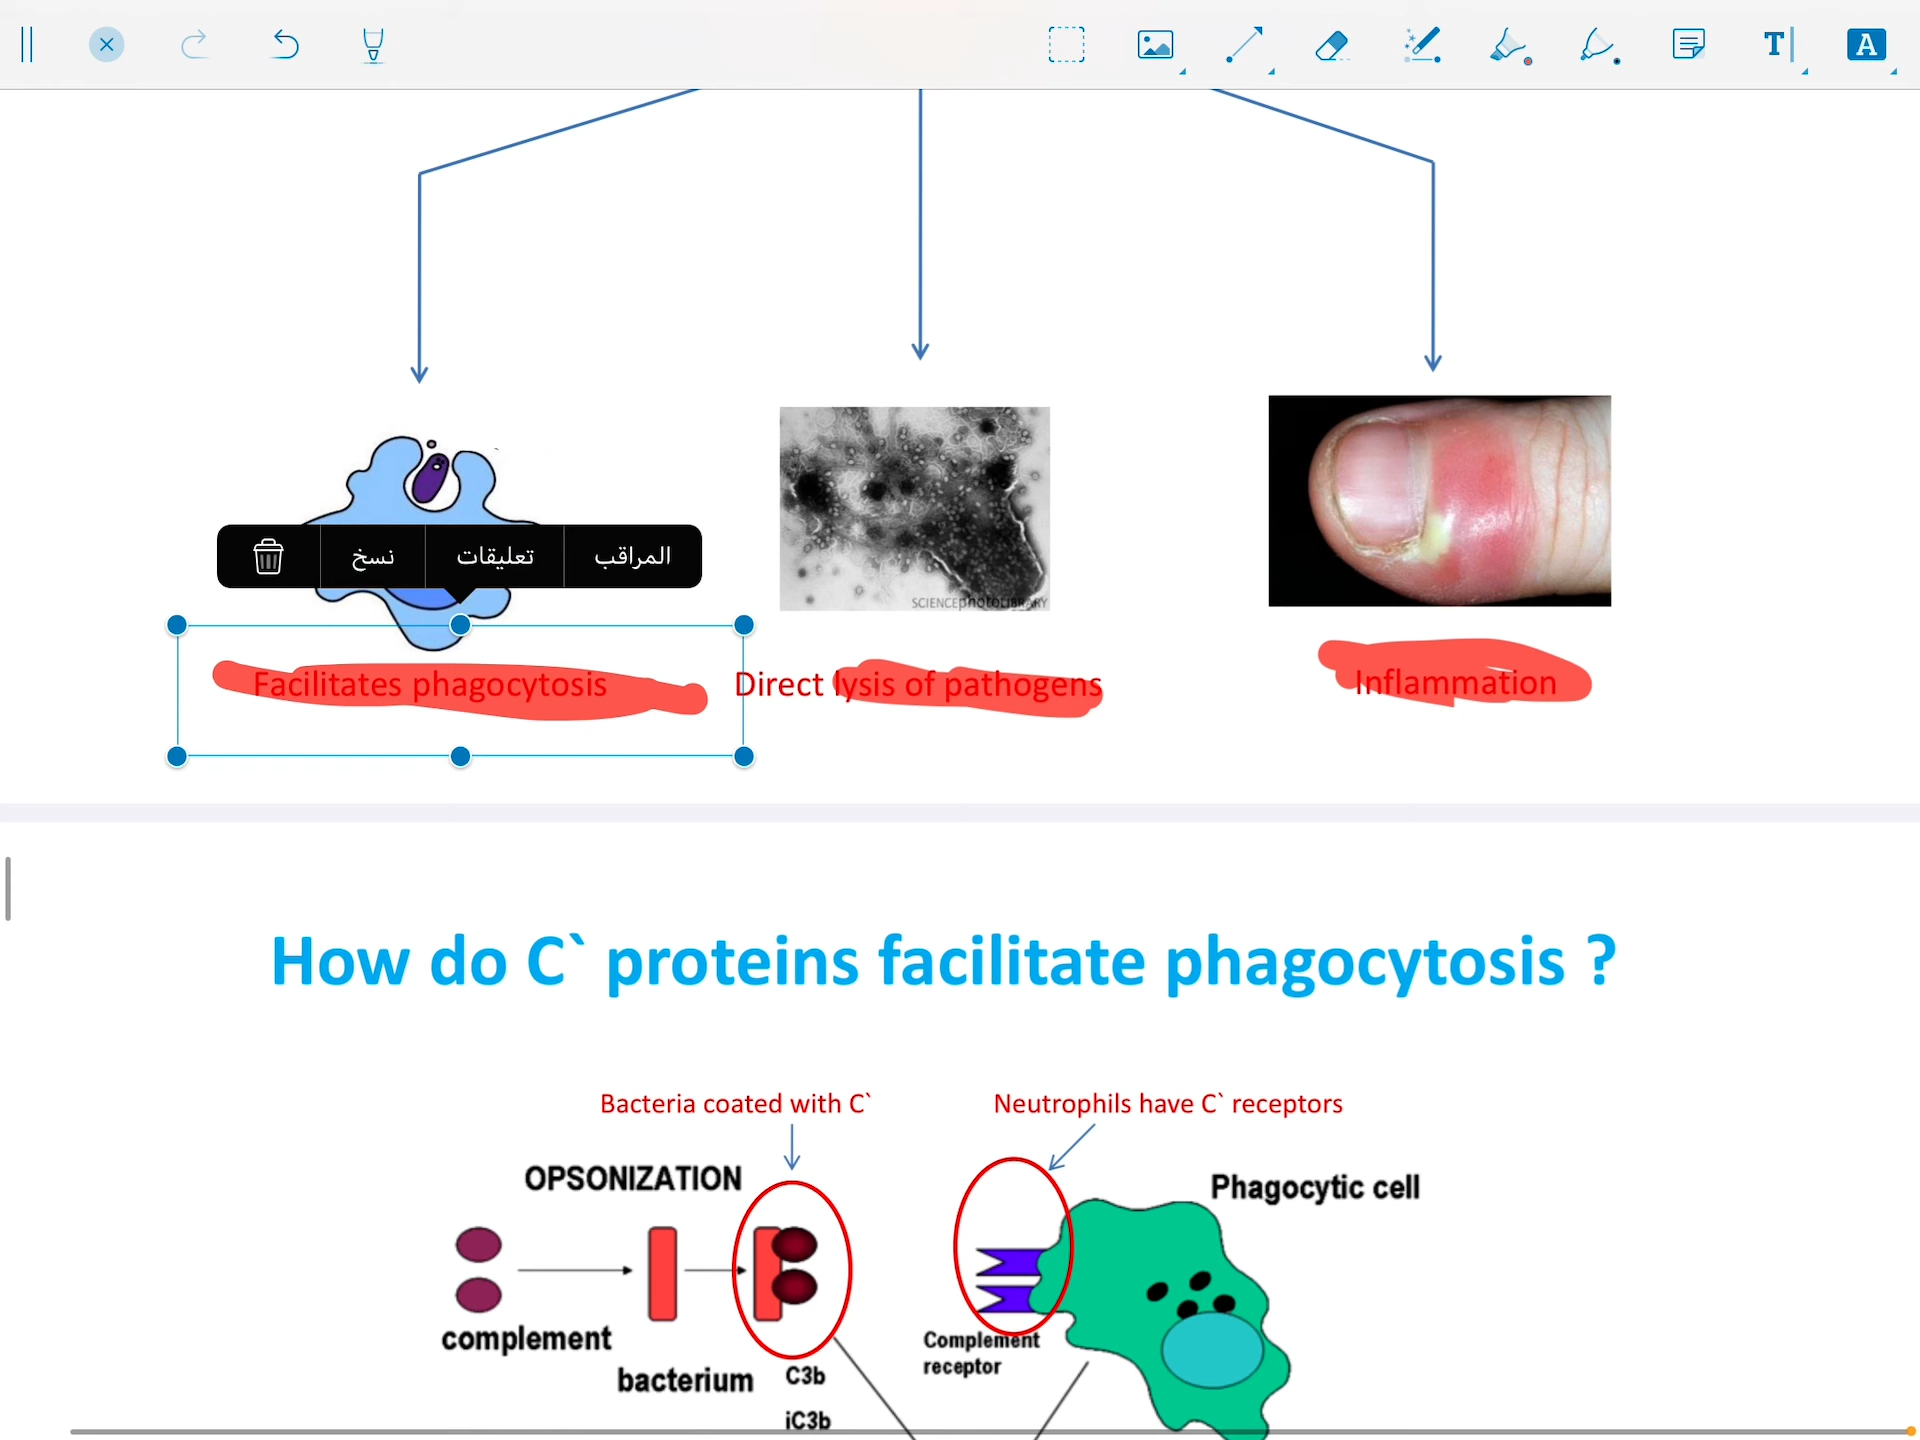 T
A
SCIENCEPHOTOLIBRARY
المراقب تعليقات نسخ
Facilitates phagocytosis
Direct lysis of pathogens
Inflammation
How do C` proteins facilitate phagocytosis ?
Bacteria coated with C`
Neutrophils have C` receptors
OPSONIZATION
Phagocytic cell
complement
bacterium
C3b
iC3b
Complement
receptor